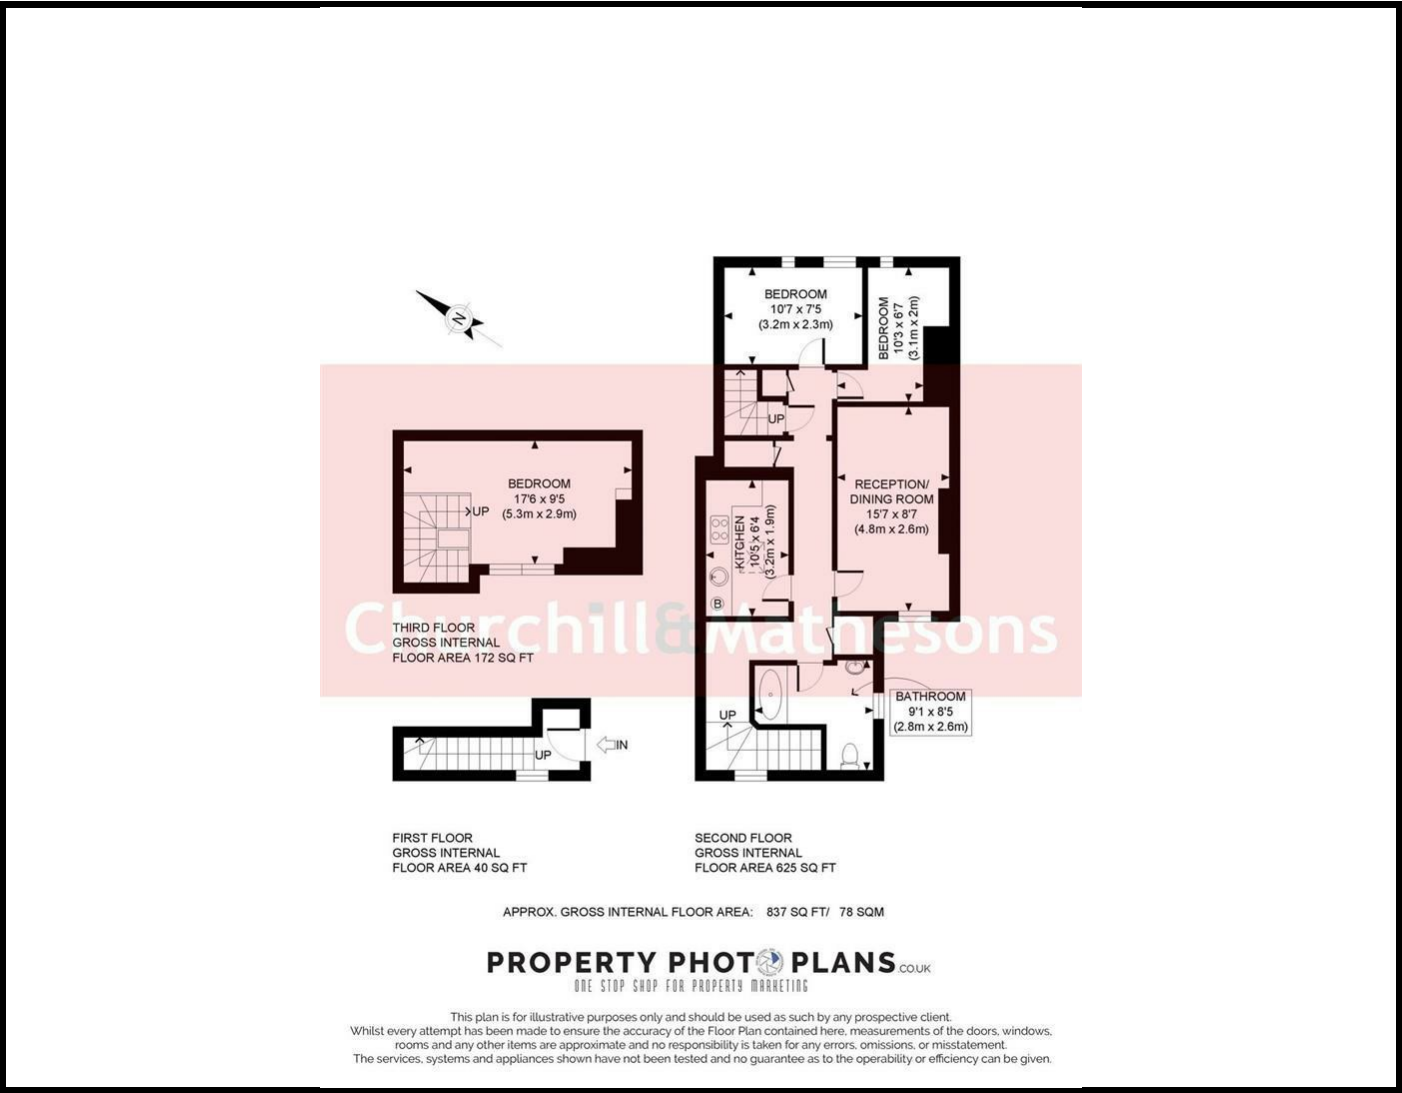 BEDROOM
10'7 x 7'5
(3.2m x 2.3m)
BEDROOM
10'3 x 6'7
(3.1m x 2m)
N
UP
BEDROOM
17'6 x 9'5
(5.3m x 2.9m)
UP
RECEPTION/
DINING ROOM
15'7 x 8'7
(4.8m x 2.6m)
KITCHEN
10'5 x 6'4
(3.2m x 1.9m)
B
Churchill&Mathesons
THIRD FLOOR
GROSS INTERNAL
FLOOR AREA 172 SQ FT
BATHROOM
9'1 x 8'5
(2.8m x 2.6m)
UP
UP
IN
FIRST FLOOR
GROSS INTERNAL
FLOOR AREA 40 SQ FT
SECOND FLOOR
GROSS INTERNAL
FLOOR AREA 625 SQ FT
APPROX. GROSS INTERNAL FLOOR AREA: 837 SQ FT/ 78 SQM
PROPERTY PHOTO PLANS.CO.UK
ONE STOP SHOP FOR PROPERTY MARKETING
This plan is for illustrative purposes only and should be used as such by any prospective client.
Whilst every attempt has been made to ensure the accuracy of the Floor Plan contained here, measurements of the doors, windows,
rooms and any other items are approximate and no responsibility is taken for any errors, omissions, or misstatement.
The services, systems and appliances shown have not been tested and no guarantee as to the operability or efficiency can be given.